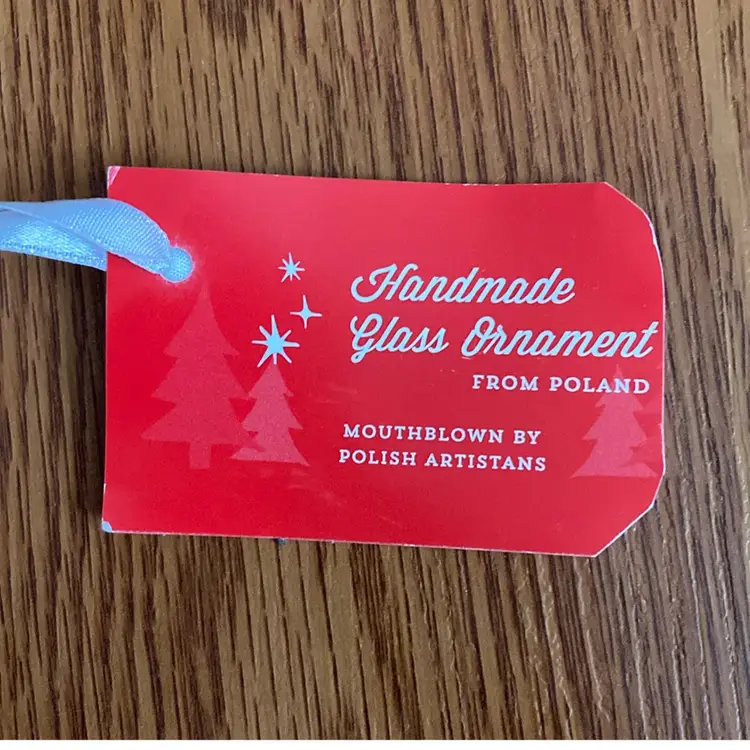 Handmade
Glass Ornament
FROM POLAND
MOUTHBLOWN BY
POLISH ARTISTANS